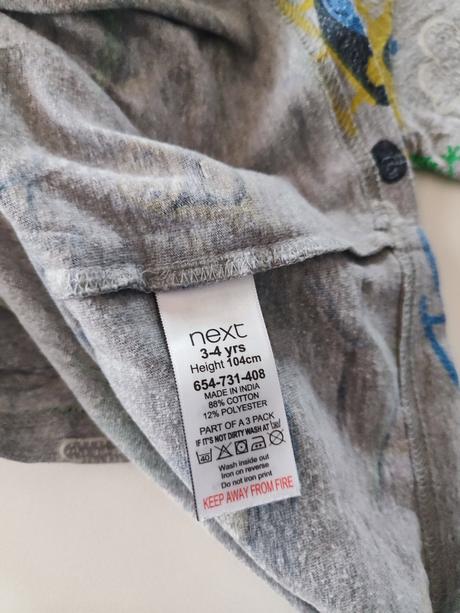 next
3-4 yrs
Height 104cm
654-731-408
MADE IN INDIA
88% COTTON
12% POLYESTER
PART OF A 3 PACK
IF IT'S NOT DIRTY WASH AT 30
40
Wash inside out
Iron on reverse
Do not iron print
KEEP AWAY FROM FIRE